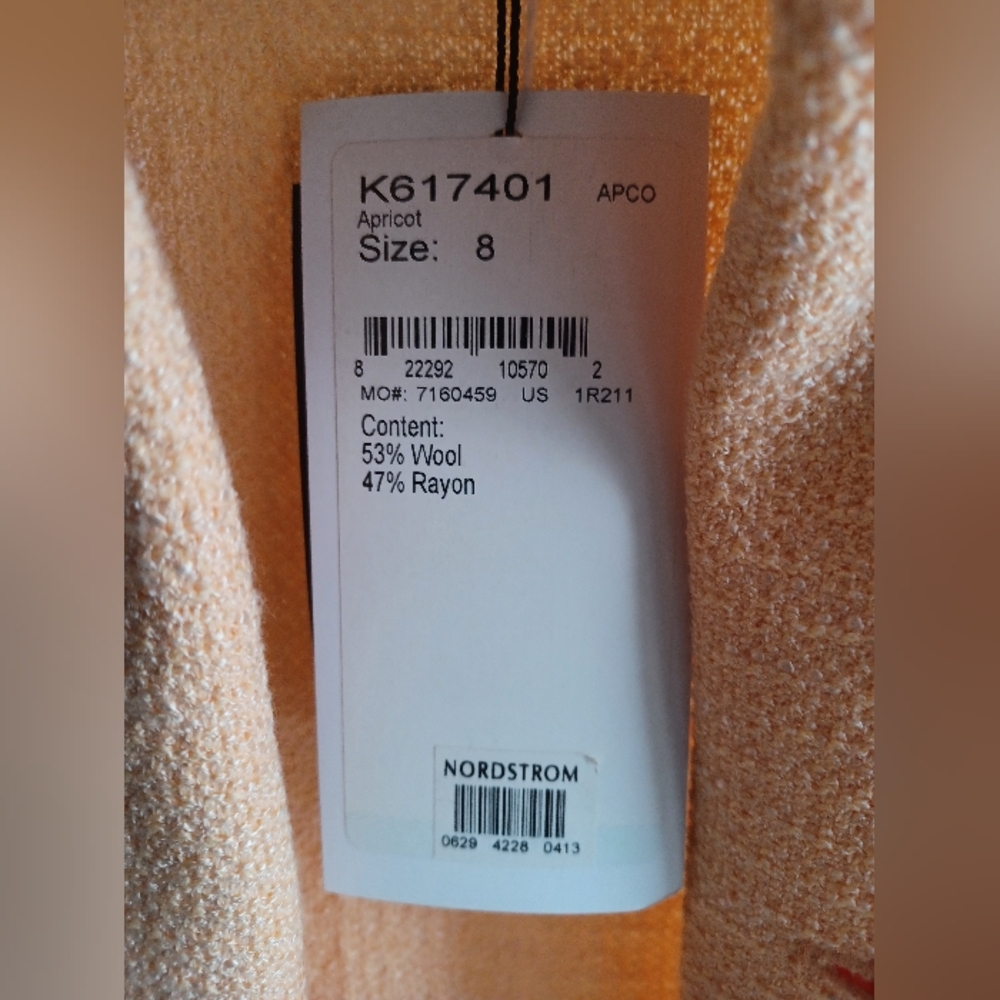 K617401 APCO
Apricot
Size: 8
8 22292 10570 2
MO#: 7160459 US 1R211
Content:
53% Wool
47% Rayon
NORDSTROM
0629 4228 0413